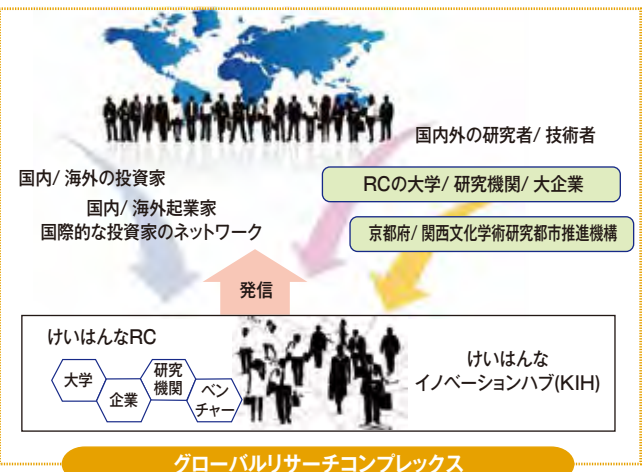 国内外の研究者/ 技術者
国内/ 海外の投資家
国内/ 海外起業家
国際的な投資家のネットワーク
RCの大学/ 研究機関/ 大企業
京都府/ 関西文化学術研究都市推進機構
発信
けいはんなRC
大学
企業
研究
機関
ベン
チャー
けいはんな
イノベーションハブ(KIH)
グローバルリサーチコンプレックス